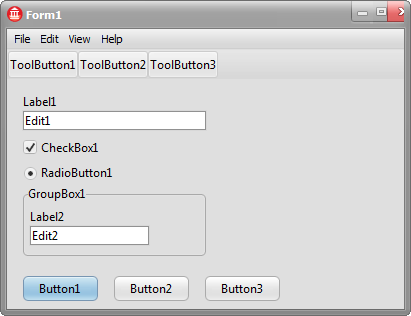 Form1
File Edit View Help
ToolButton1 ToolButton2 ToolButton3
Label1
Edit1
CheckBox1
RadioButton1
GroupBox1
Label2
Edit2
Button1 Button2 Button3